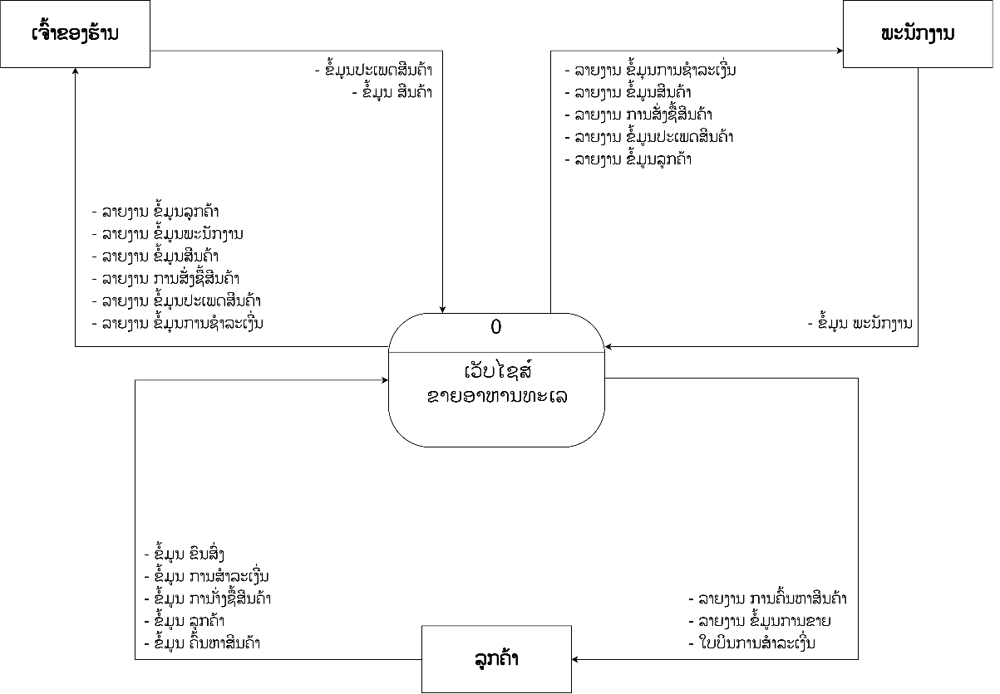 ເຈົ້າຂອງຮ້ານ
ພະນັກງານ
- ຂໍ້ມູນປະເພດສິນຄ້າ
- ຂໍ້ມູນ ສິນຄ້າ
- ລາຍງານ ຂໍ້ມູນການຊຳລະເງິ່ນ
- ລາຍງານ ຂໍ້ມູນສິນຄ້າ
- ລາຍງານ ການສັ່ງຊື້ສິນຄ້າ
- ລາຍງານ ຂໍ້ມູນປະເພດສິນຄ້າ
- ລາຍງານ ຂໍ້ມູນລູກຄ້າ
- ລາຍງານ ຂໍ້ມູນລູກຄ້າ
- ລາຍງານ ຂໍ້ມູນພະນັກງານ
- ລາຍງານ ຂໍ້ມູນສິນຄ້າ
- ລາຍງານ ການສັ່ງຊື້ສິນຄ້າ
- ລາຍງານ ຂໍ້ມູນປະເພດສິນຄ້າ
- ລາຍງານ ຂໍ້ມູນການຊຳລະເງິ່ນ
- ຂໍ້ມູນ ພະນັກງານ
0
ເວັບໄຊສ໌
ຂາຍອາຫານທະເລ
- ຂໍ້ມູນ ຂົນສົ່ງ
- ຂໍ້ມູນ ການສຳລະເງິ່ນ
- ຂໍ້ມູນ ການັ່ງຊື້ສິນຄ້າ
- ຂໍ້ມູນ ລູກຄ້າ
- ຂໍ້ມູນ ຄົ້ນຫາສິນຄ້າ
- ລາຍງານ ການຄົ້ນຫາສິນຄ້າ
- ລາຍງານ ຂໍ້ມູນການຂາຍ
- ໃບບິນການສຳລະເງິ່ນ
ລູກຄ້າ